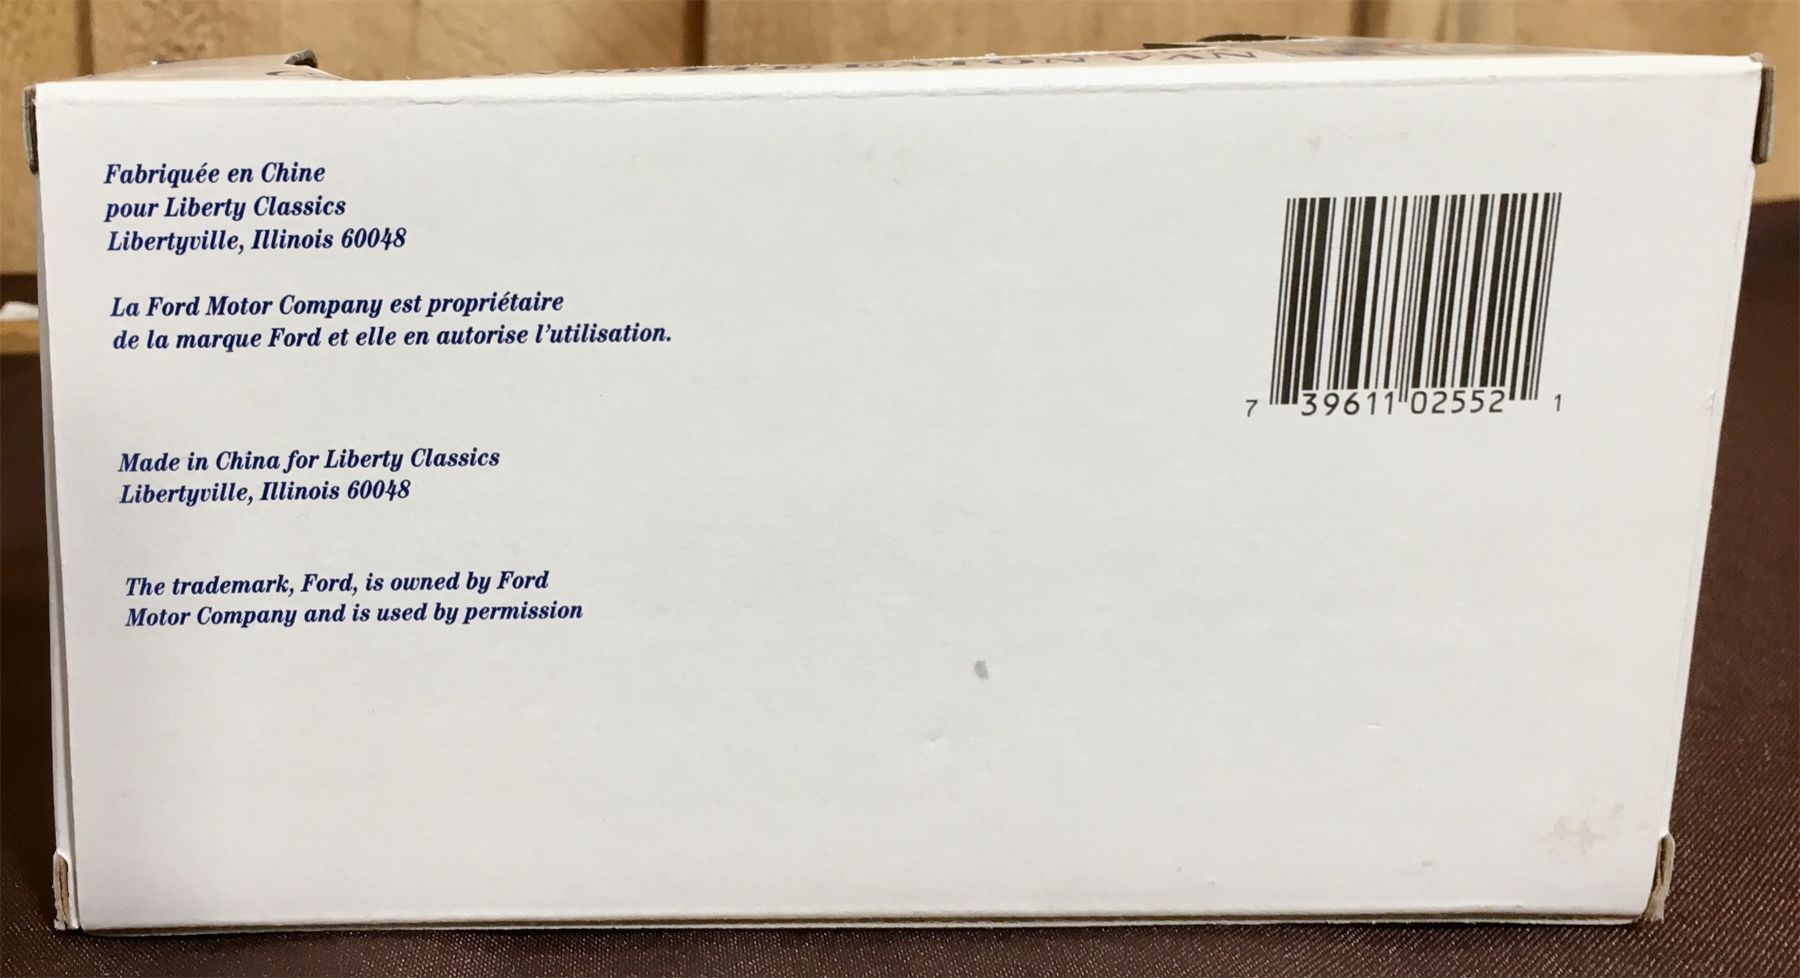 EATON VAN
Fabriquée en Chine
pour Liberty Classics
Libertyville, Illinois 60048
La Ford Motor Company est propriétaire
de la marque Ford et elle en autorise l'utilisation.
7 39611 02552 1
Made in China for Liberty Classics
Libertyville, Illinois 60048
The trademark, Ford, is owned by Ford
Motor Company and is used by permission